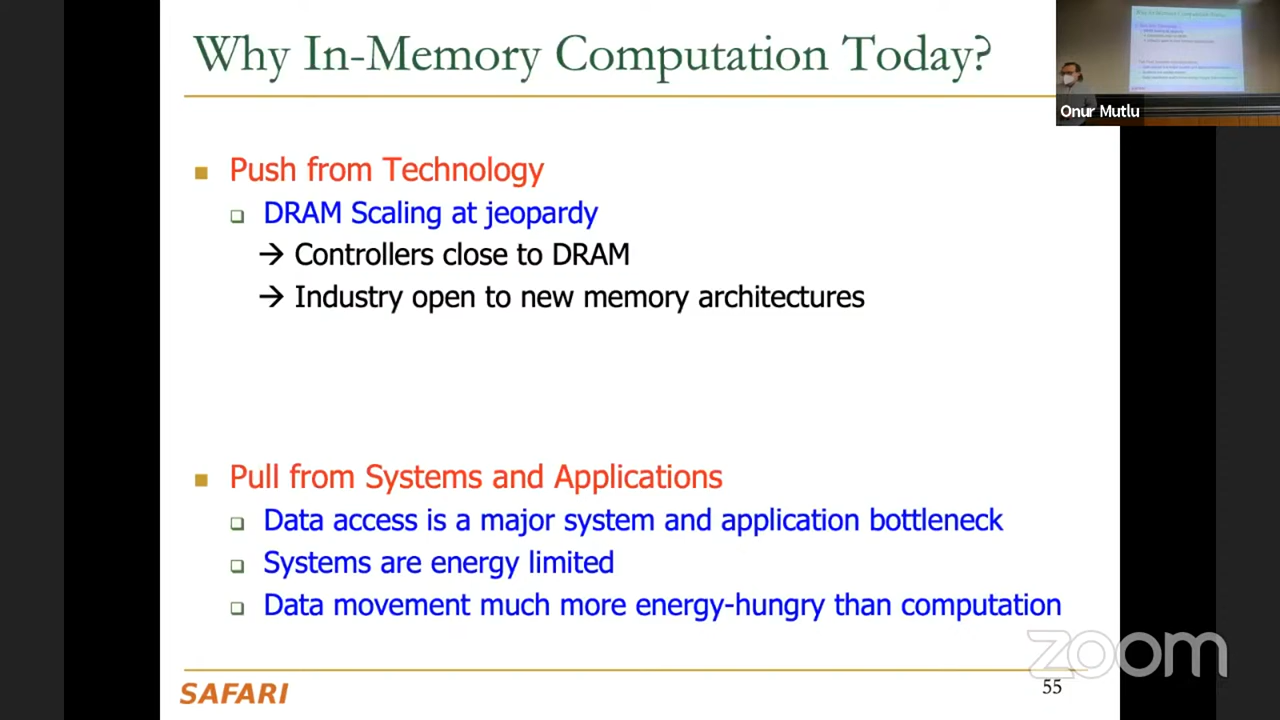 Why In-Memory Computation Today?
Onur Mutlu
Push from Technology
DRAM Scaling at jeopardy
→ Controllers close to DRAM
→ Industry open to new memory architectures
Pull from Systems and Applications
Data access is a major system and application bottleneck
Systems are energy limited
Data movement much more energy-hungry than computation
zoom
SAFARI
55